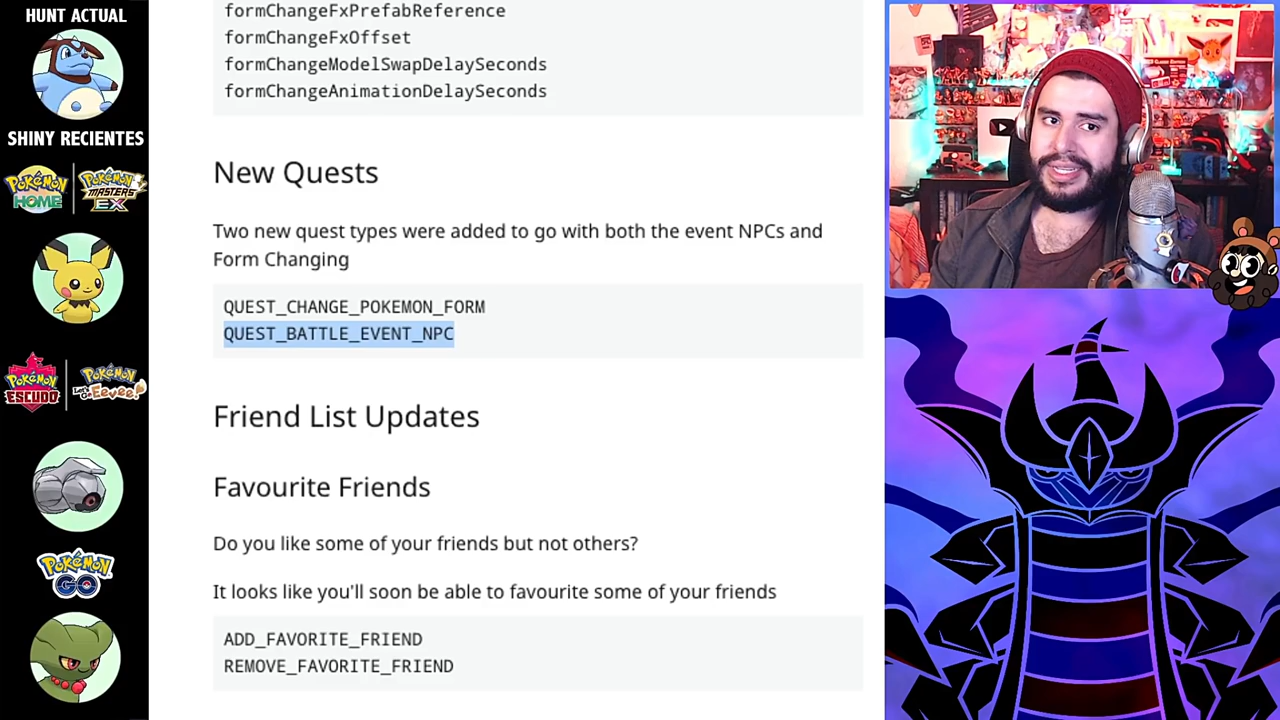 HUNT ACTUAL
SHINY RECIENTES
POKÉMON
HOME
POKÉMON
MASTERS
EX
POKÉMON
ESCUDO
POKÉMON
Let's Go
Eevee!
POKÉMON
GO
formChangeFxPrefabReference
formChangeFxOffset
formChangeModelSwapDelaySeconds
formChangeAnimationDelaySeconds
New Quests
Two new quest types were added to go with both the event NPCs and
Form Changing
QUEST_CHANGE_POKEMON_FORM
QUEST_BATTLE_EVENT_NPC
Friend List Updates
Favourite Friends
Do you like some of your friends but not others?
It looks like you'll soon be able to favourite some of your friends
ADD_FAVORITE_FRIEND
REMOVE_FAVORITE_FRIEND